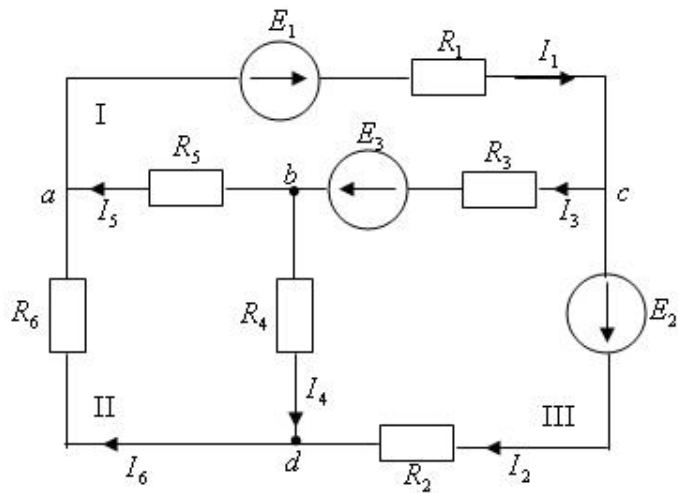 E₁
R₁
I₁
I
R₅
b
E₃
R₃
a
I₅
I₃
c
R₆
R₄
E₂
II
I₄
III
I₆
d
R₂
I₂